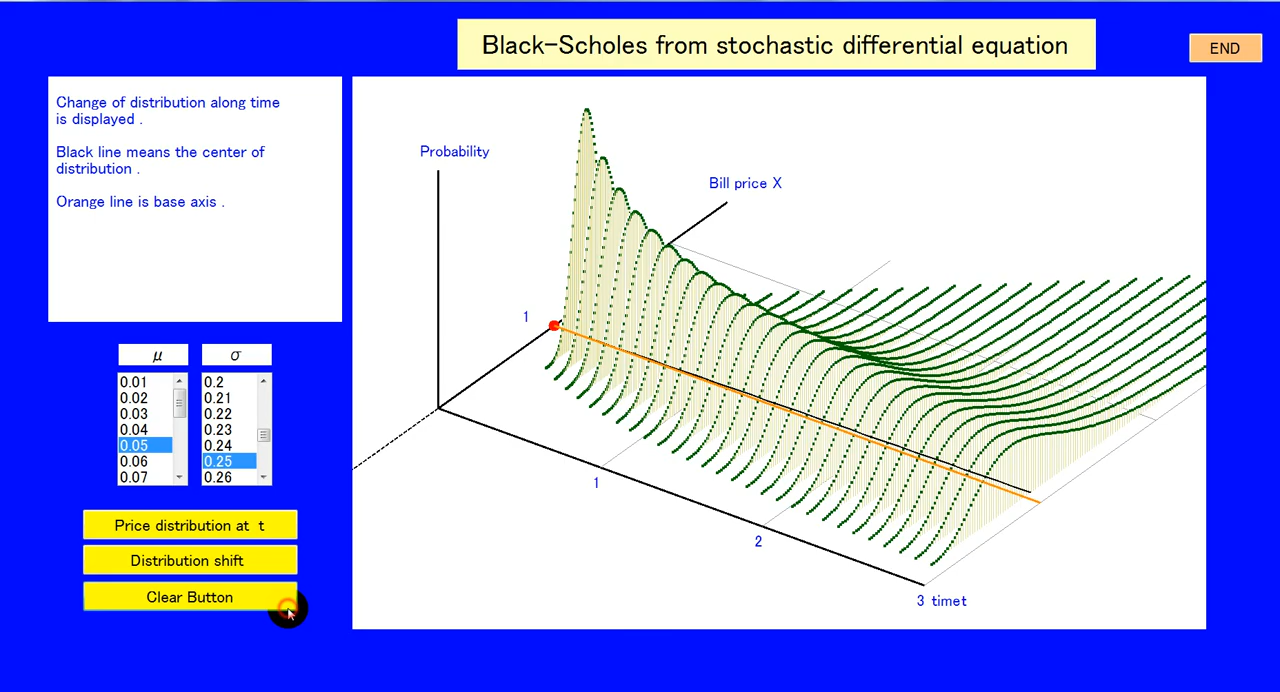 Black-Scholes from stochastic differential equation
END
Change of distribution along time
is displayed .
Black line means the center of
distribution .
Orange line is base axis .
μ
σ
0.01
0.02
0.03
0.04
0.05
0.06
0.07
0.2
0.21
0.22
0.23
0.24
0.25
0.26
Price distribution at t
Distribution shift
Clear Button
Probability
Bill price X
1
1
2
3 timet